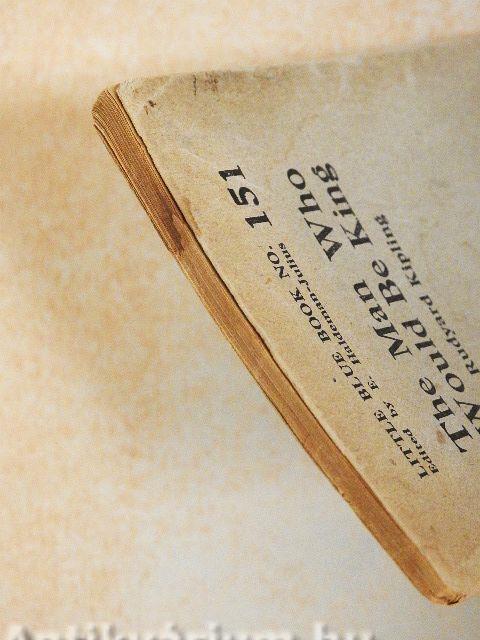 LITTLE BLUE BOOK NO. 151
Edited by E. Haldeman-Julius
The Man Who
Would Be King
Rudyard Kipling
Antikvárium.hu